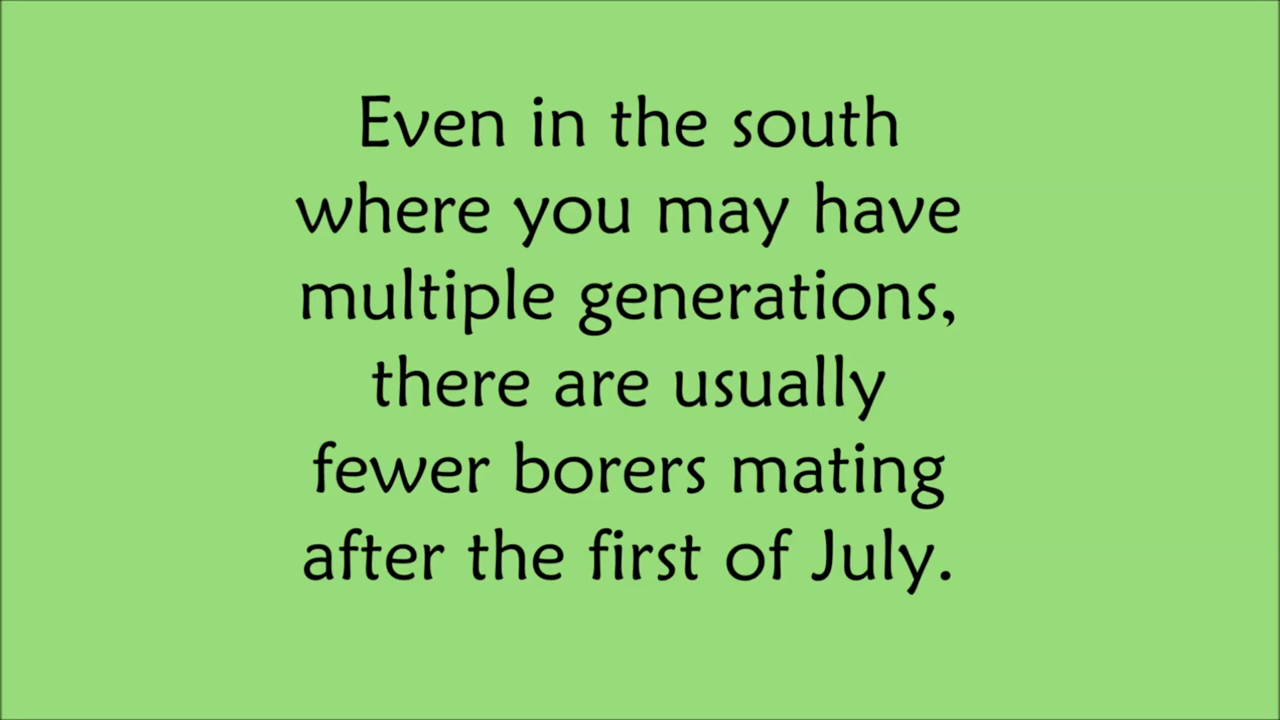 Even in the south
where you may have
multiple generations,
there are usually
fewer borers mating
after the first of July.